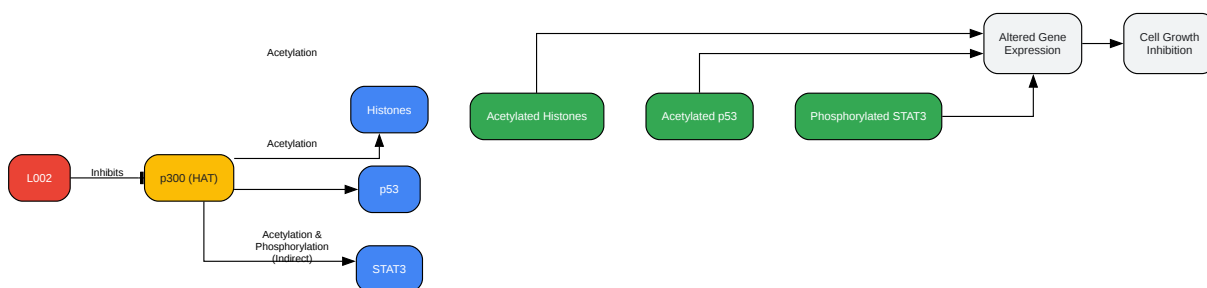 Acetylation
Altered Gene
Expression
Cell Growth
Inhibition
Histones
Acetylated Histones
Acetylated p53
Phosphorylated STAT3
Acetylation
L002
Inhibits
p300 (HAT)
p53
Acetylation &
Phosphorylation
(Indirect)
STAT3